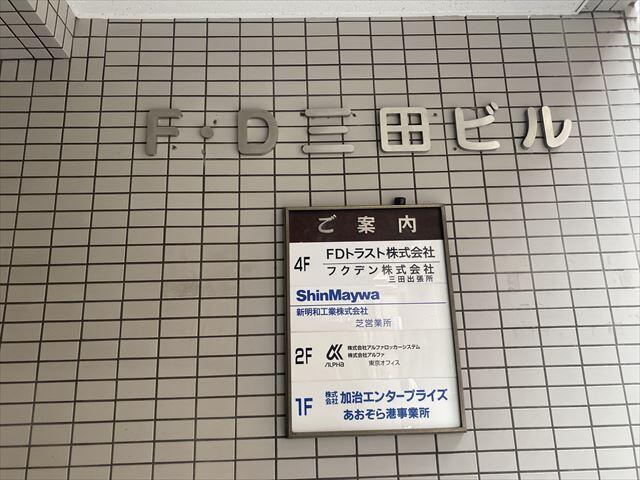 F・D三田ビル
ご案内
4F FDトラスト株式会社
フクデン株式会社
三田出張所
ShinMaywa
新明和工業株式会社
芝営業所
2F ALPHA 株式会社アルファロッカーシステム
株式会社アルファ
東京オフィス
1F 株式会社 加治エンタープライズ
あおぞら港事業所